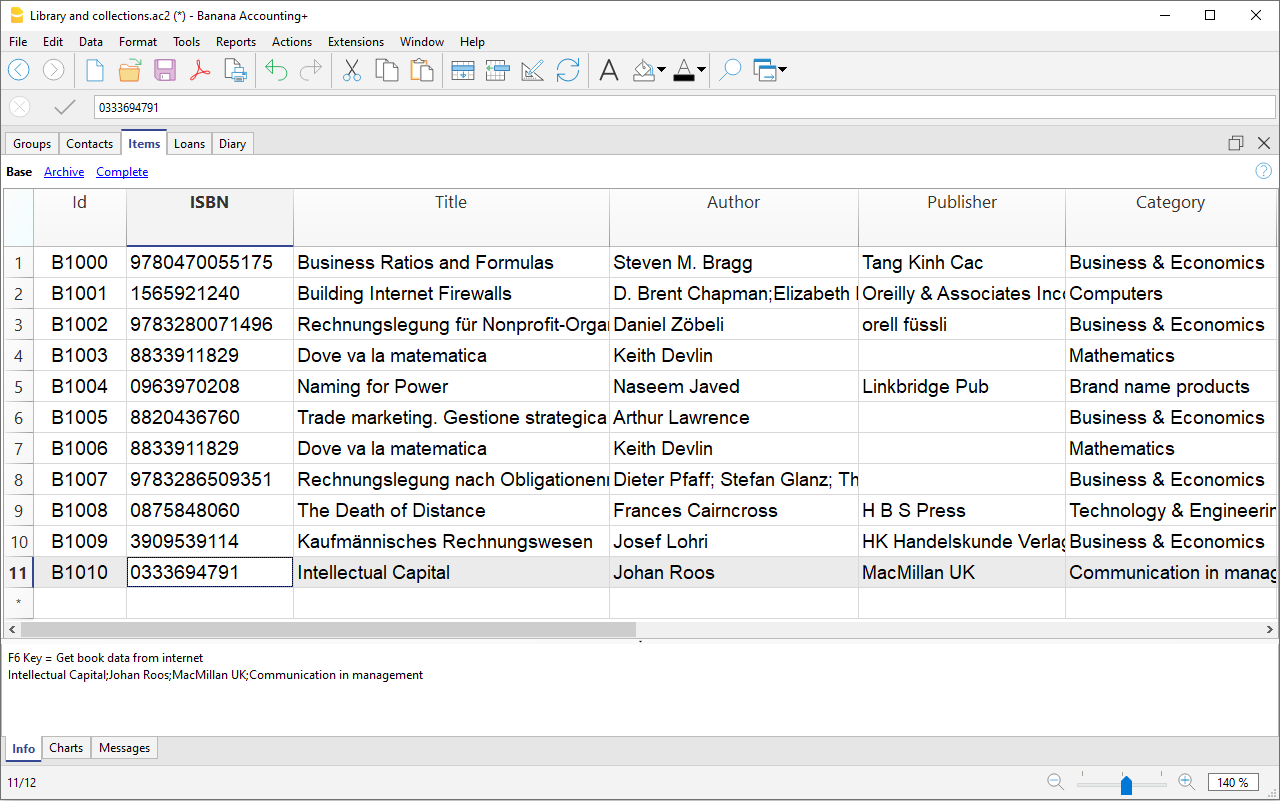 Library and collections.ac2 (*) - Banana Accounting+
File Edit Data Format Tools Reports Actions Extensions Window Help
0333694791
Groups Contacts Items Loans Diary
Base Archive Complete
Id ISBN Title Author Publisher Category
1 B1000 9780470055175 Business Ratios and Formulas Steven M. Bragg Tang Kinh Cac Business & Economics
2 B1001 1565921240 Building Internet Firewalls D. Brent Chapman;Elizabeth Oreilly & Associates Inc Computers
3 B1002 9783280071496 Rechnungslegung für Nonprofit-Orga Daniel Zöbeli orell füssli Business & Economics
4 B1003 8833911829 Dove va la matematica Keith Devlin Mathematics
5 B1004 0963970208 Naming for Power Naseem Javed Linkbridge Pub Brand name products
6 B1005 8820436760 Trade marketing. Gestione strategica Arthur Lawrence Business & Economics
7 B1006 8833911829 Dove va la matematica Keith Devlin Mathematics
8 B1007 9783286509351 Rechnungslegung nach Obligationen Dieter Pfaff; Stefan Glanz; Th Business & Economics
9 B1008 0875848060 The Death of Distance Frances Cairncross H B S Press Technology & Engineerin
10 B1009 3909539114 Kaufmännisches Rechnungswesen Josef Lohri HK Handelskunde Verlag Business & Economics
11 B1010 0333694791 Intellectual Capital Johan Roos MacMillan UK Communication in manag
*
F6 Key = Get book data from internet
Intellectual Capital;Johan Roos;MacMillan UK;Communication in management
Info Charts Messages
11/12 140 %